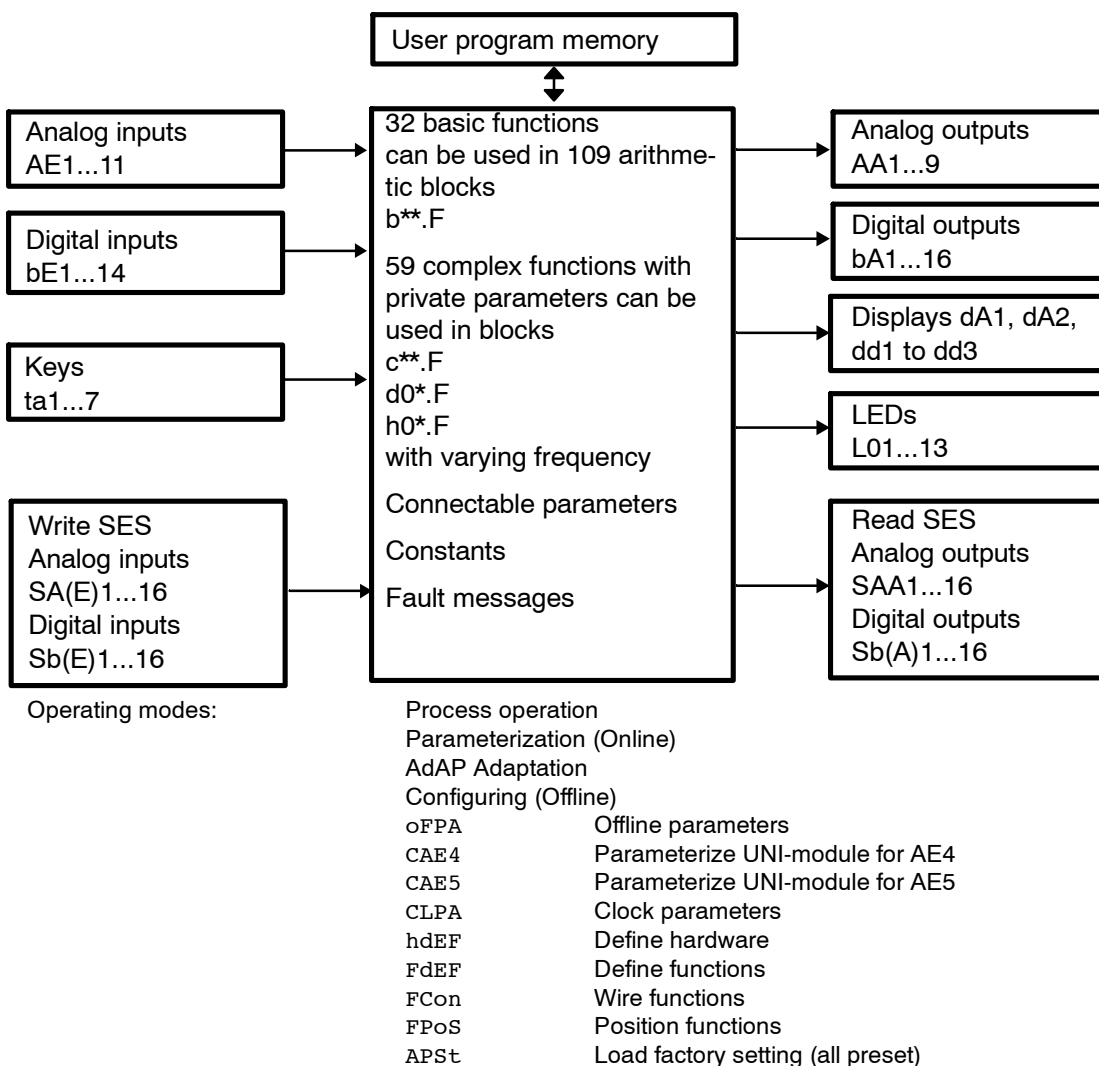 User program memory
Analog inputs
AE1...11
Digital inputs
bE1...14
Keys
ta1...7
Write SES
Analog inputs
SA(E)1...16
Digital inputs
Sb(E)1...16
32 basic functions
can be used in 109 arithme-
tic blocks
b**.F
59 complex functions with
private parameters can be
used in blocks
c**.F
d0*.F
h0*.F
with varying frequency
Connectable parameters
Constants
Fault messages
Analog outputs
AA1...9
Digital outputs
bA1...16
Displays dA1, dA2,
dd1 to dd3
LEDs
L01...13
Read SES
Analog outputs
SAA1...16
Digital outputs
Sb(A)1...16
Operating modes: Process operation
Parameterization (Online)
AdAP Adaptation
Configuring (Offline)
oFPA Offline parameters
CAE4 Parameterize UNI-module for AE4
CAE5 Parameterize UNI-module for AE5
CLPA Clock parameters
hdEF Define hardware
FdEF Define functions
FCon Wire functions
FPoS Position functions
APSt Load factory setting (all preset)